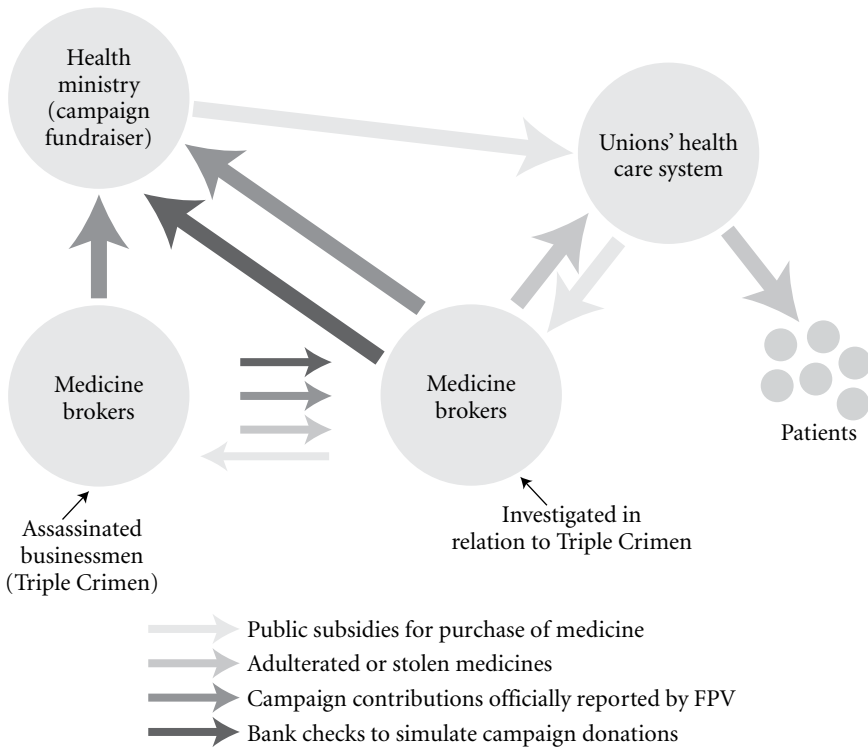 Health
ministry
(campaign
fundraiser)
Unions’ health
care system
Medicine
brokers
Medicine
brokers
Patients
Assassinated
businessmen
(Triple Crimen)
Investigated in
relation to Triple Crimen
Public subsidies for purchase of medicine
Adulterated or stolen medicines
Campaign contributions officially reported by FPV
Bank checks to simulate campaign donations